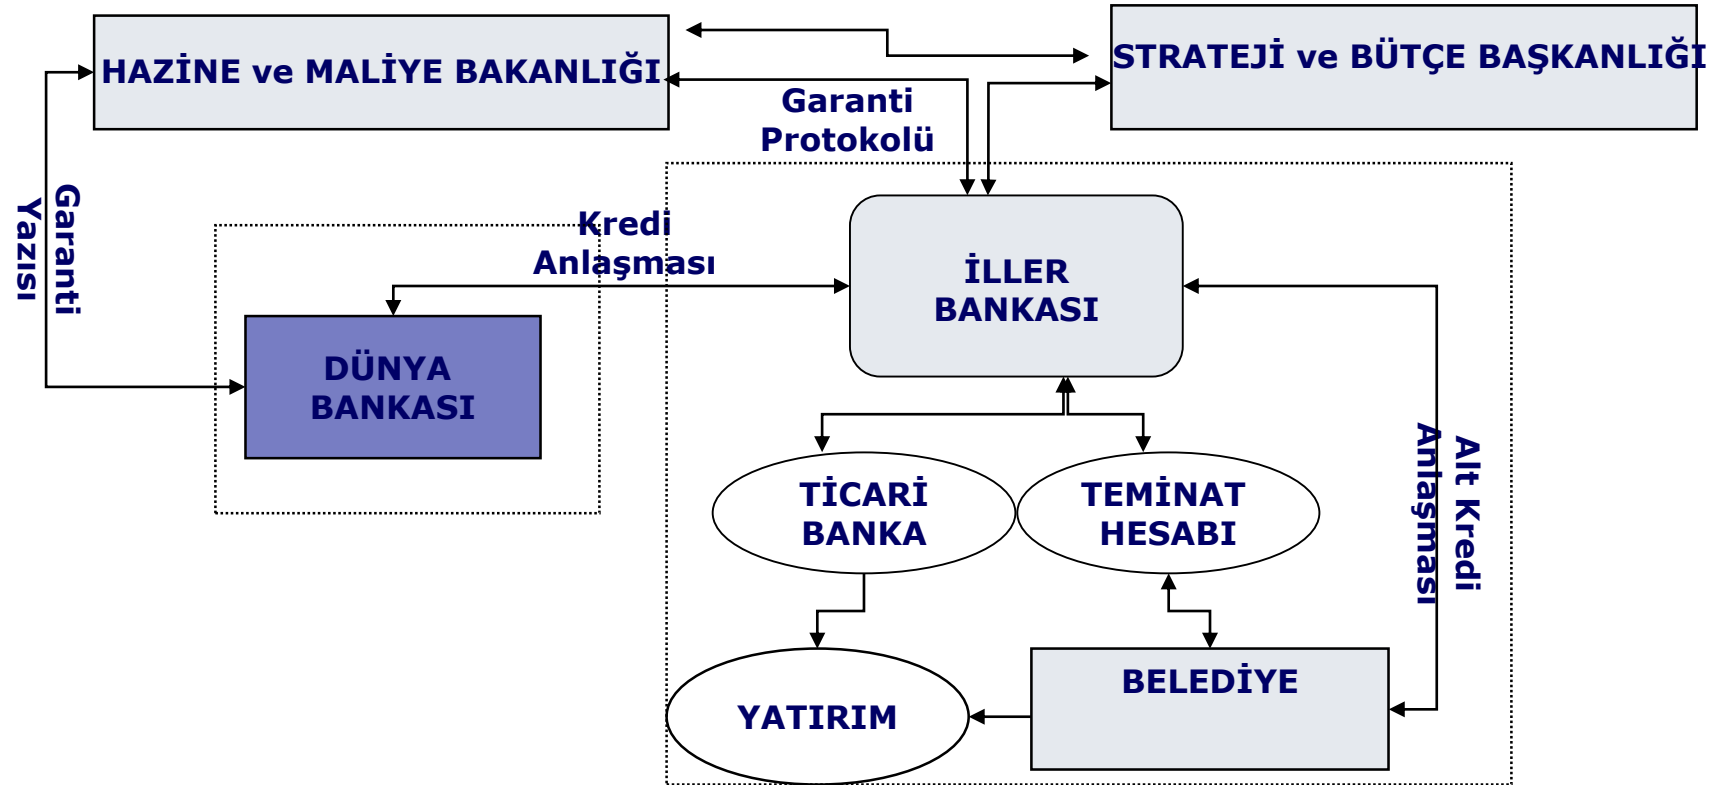 HAZİNE ve MALİYE BAKANLIĞI
STRATEJİ ve BÜTÇE BAŞKANLIĞI
Garanti
Protokolü
Garanti
Yazısı
Kredi
Anlaşması
İLLER
BANKASI
DÜNYA
BANKASI
Alt Kredi
Anlaşması
TİCARİ
BANKA
TEMİNAT
HESABI
YATIRIM
BELEDİYE